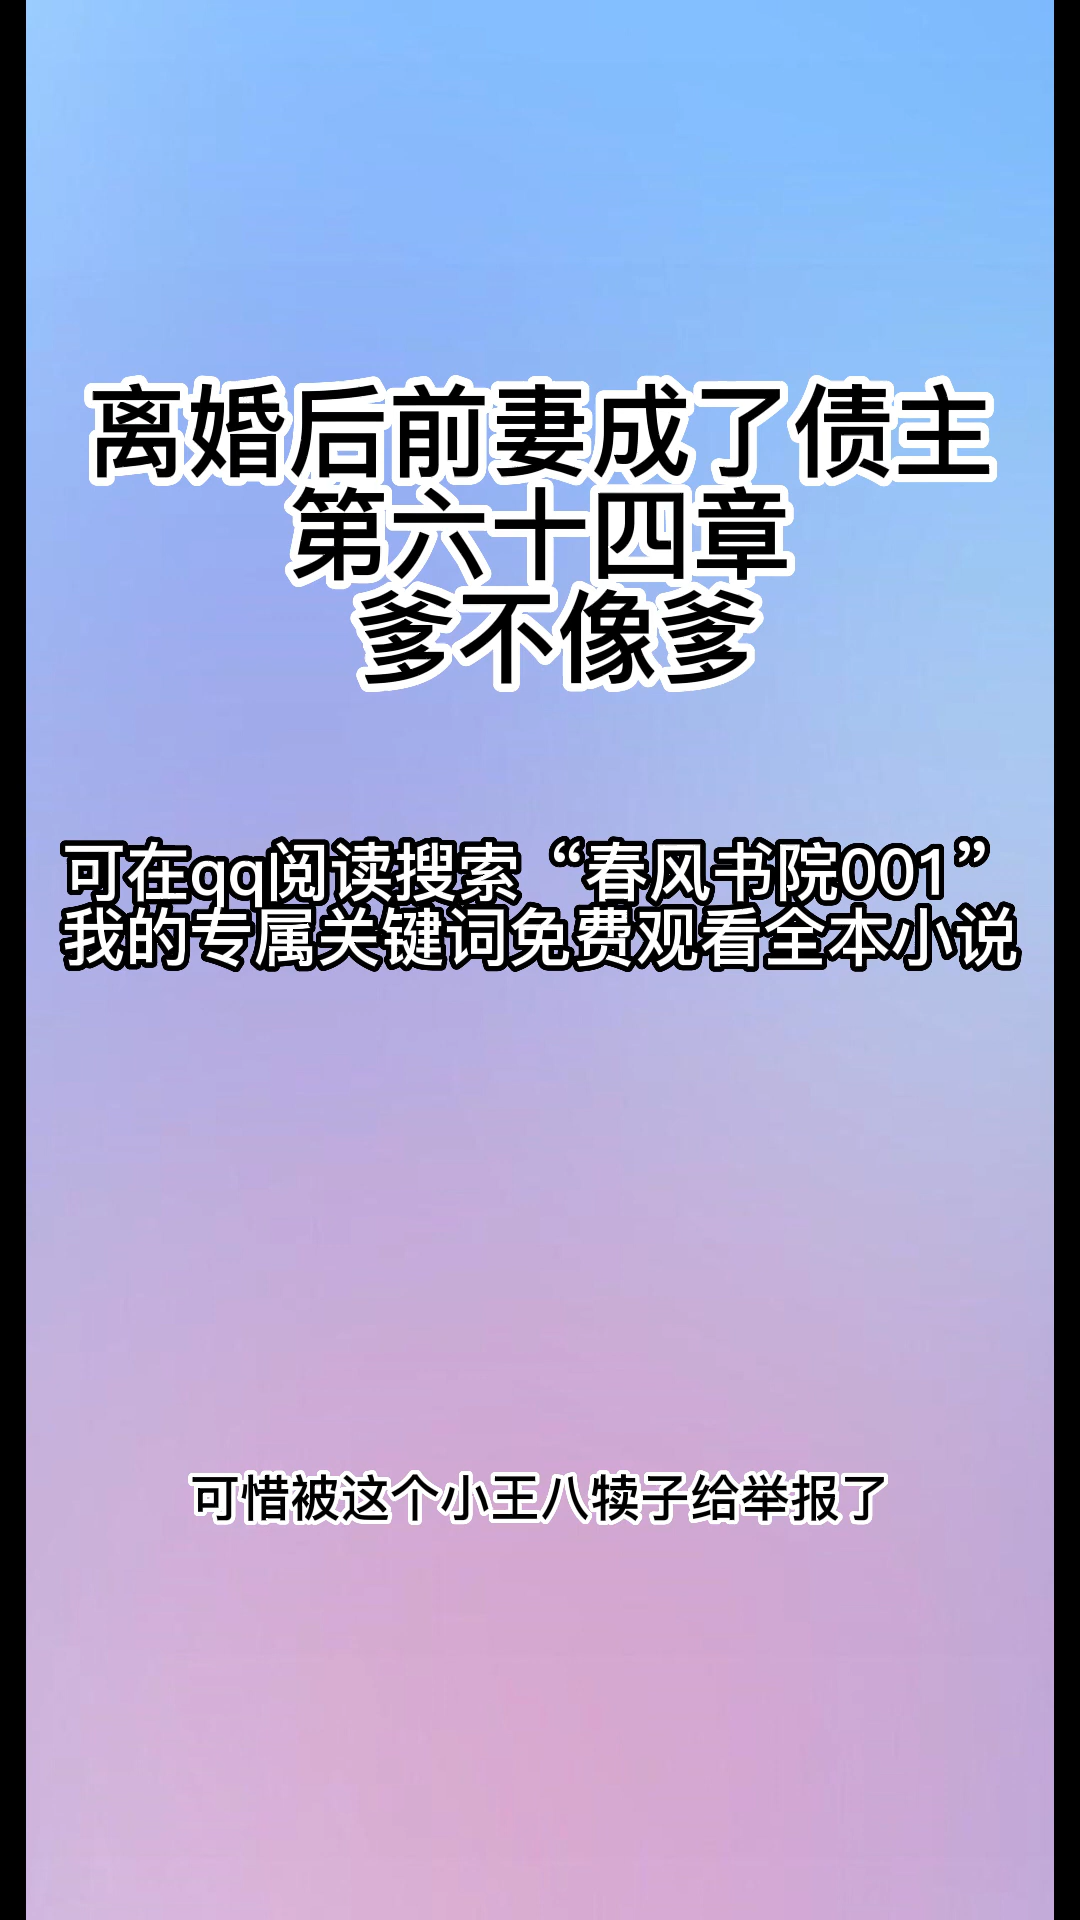 离婚后前妻成了债主
第六十四章
爹不像爹
可在qq阅读搜索“春风书院001”
我的专属关键词免费观看全本小说
可惜被这个小王八犊子给举报了